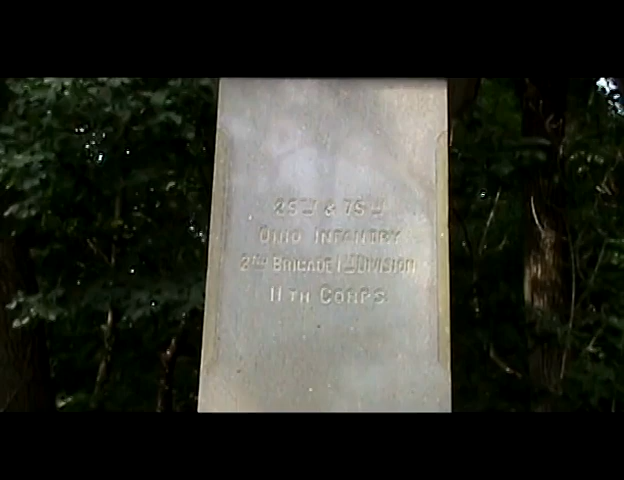 25TH & 75TH
OHIO INFANTRY
2ND BRIGADE 1ST DIVISION
11TH CORPS